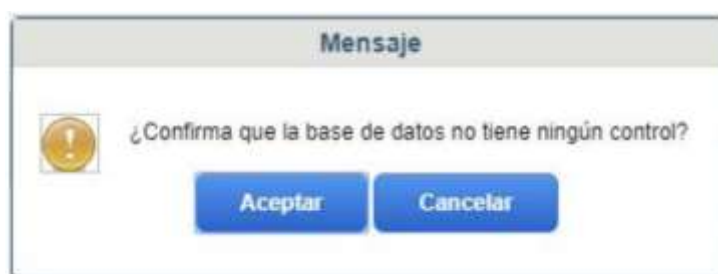 Mensaje
¿Confirma que la base de datos no tiene ningún control?
Aceptar
Cancelar